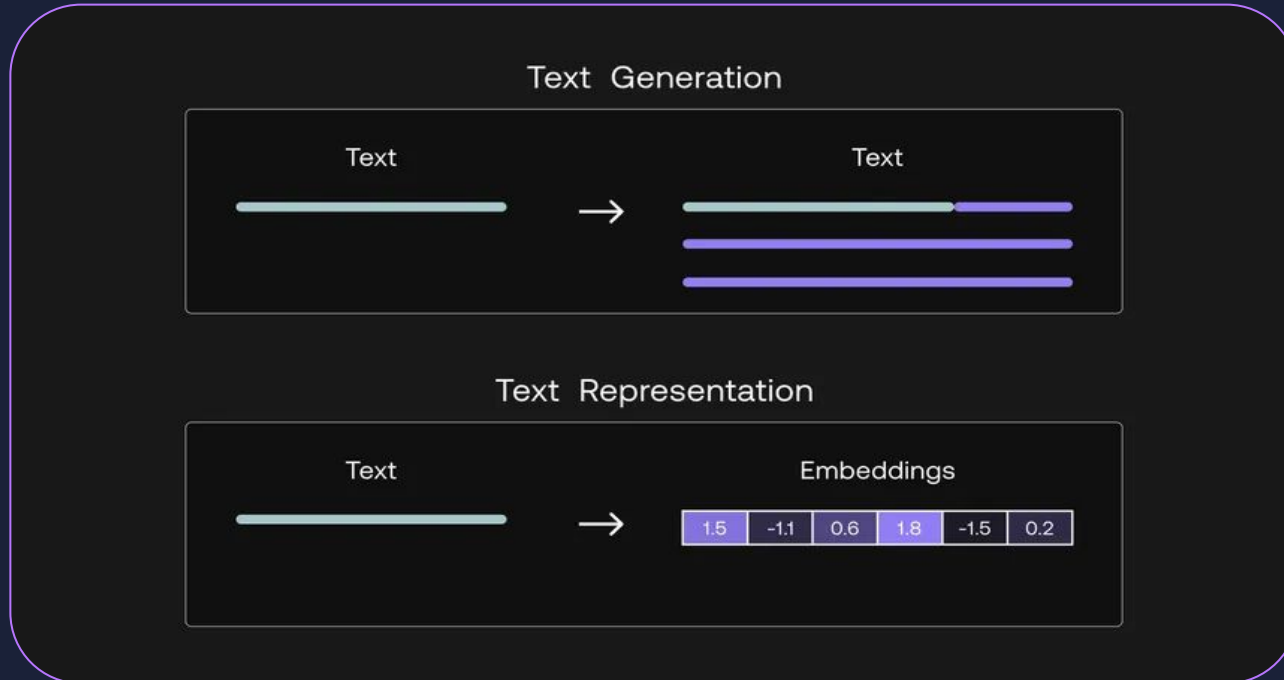 Text Generation
Text
Text
Text Representation
Text
Embeddings
1.5 -1.1 0.6 1.8 -1.5 0.2